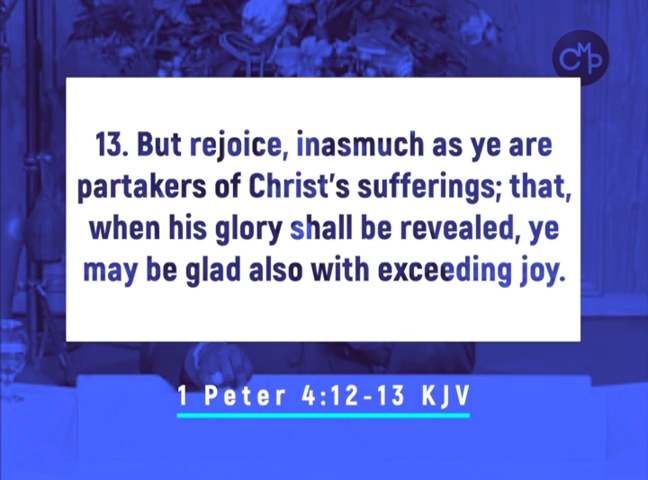 CMP
13. But rejoice, inasmuch as ye are
partakers of Christ's sufferings; that,
when his glory shall be revealed, ye
may be glad also with exceeding joy.
1 Peter 4:12-13 KJV